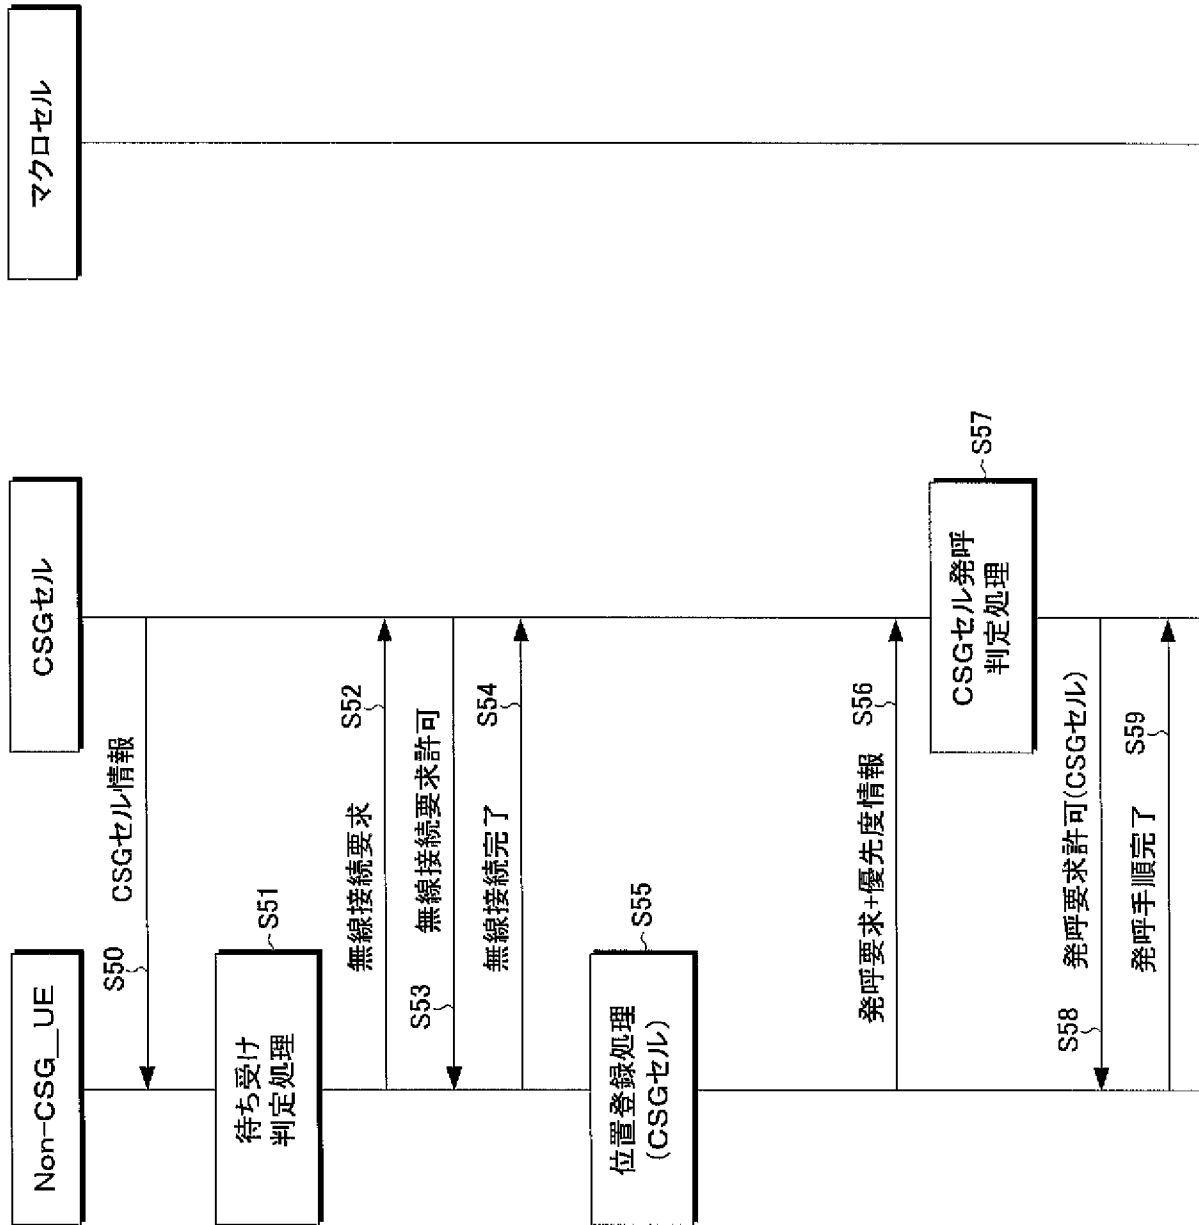 Non-CSG_UE
CSGセル
マクロセル
CSGセル情報
S50
待ち受け
判定処理
S51
無線接続要求
S52
無線接続要求許可
S53
無線接続完了
S54
位置登録処理
(CSGセル)
S55
発呼要求+優先度情報
S56
CSGセル発呼
判定処理
S57
発呼要求許可(CSGセル)
S58
発呼手順完了
S59